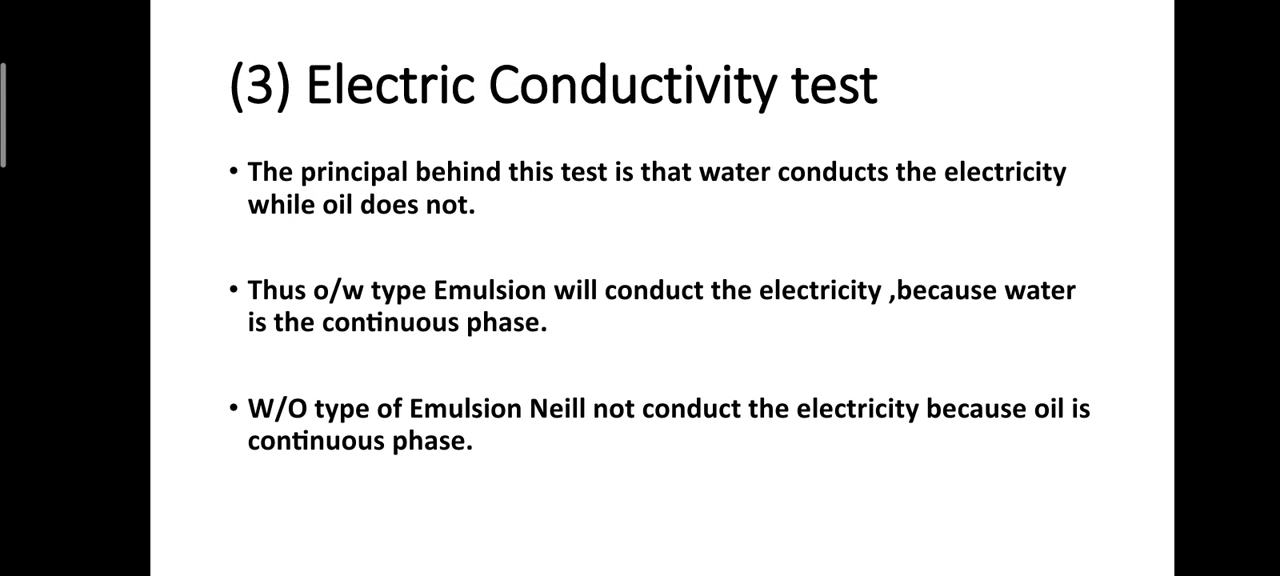 (3) Electric Conductivity test
• The principal behind this test is that water conducts the electricity
while oil does not.
• Thus o/w type Emulsion will conduct the electricity ,because water
is the continuous phase.
• W/O type of Emulsion Neill not conduct the electricity because oil is
continuous phase.